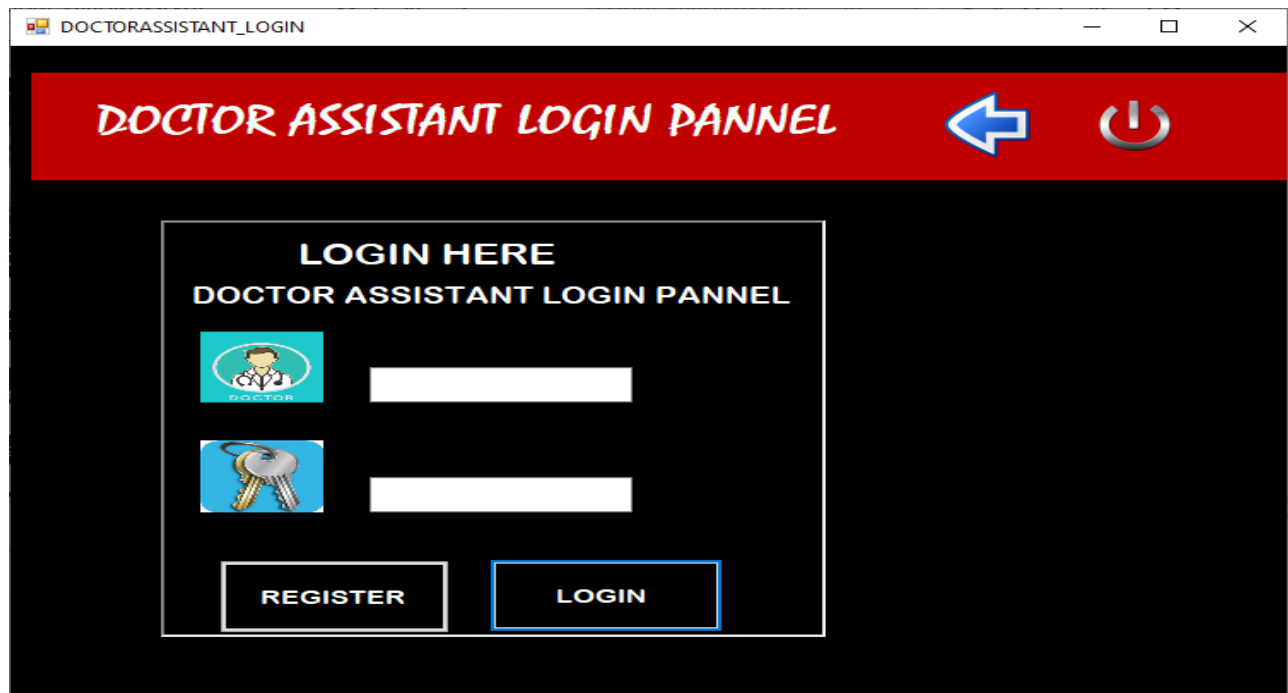 DOCTORASSISTANT_LOGIN
DOCTOR ASSISTANT LOGIN PANNEL
LOGIN HERE
DOCTOR ASSISTANT LOGIN PANNEL
DOCTOR
REGISTER
LOGIN